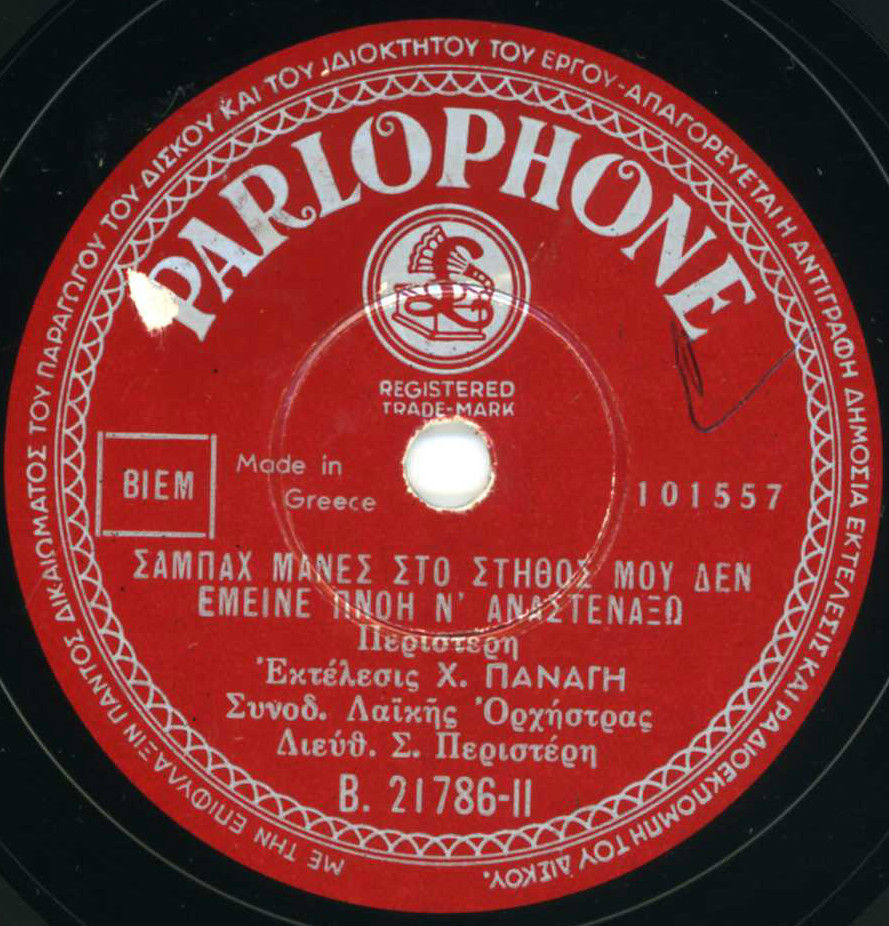 ΜΕ ΤΗΝ ΕΠΙΦΥΛΑΞΙΝ ΠΑΝΤΟΣ ΔΙΚΑΙΩΜΑΤΟΣ ΤΟΥ ΠΑΡΑΓΩΓΟΥ ΤΟΥ ΔΙΣΚΟΥ ΚΑΙ ΤΟΥ ΙΔΙΟΚΤΗΤΟΥ ΤΟΥ ΕΡΓΟΥ-ΑΠΑΓΟΡΕΥΕΤΑΙ Η ΑΝΤΙΓΡΑΦΗ ΔΗΜΟΣΙΑ ΕΚΤΕΛΕΣΙΣ ΚΑΙ ΡΑΔΙΟΕΚΠΟΜΠΗ ΤΟΥ ΔΙΣΚΟΥ.
PARLOPHONE
REGISTERED
TRADE-MARK
BIEM
Made in
Greece
101557
ΣΑΜΠΑΧ ΜΑΝΕΣ ΣΤΟ ΣΤΗΘΟΣ ΜΟΥ ΔΕΝ
ΕΜΕΙΝΕ ΠΝΟΗ Ν' ΑΝΑΣΤΕΝΑΞΩ
Περιστερη
Ἐκτέλεσις Χ. ΠΑΝΑΓΗ
Συνοδ. Λαϊκῆς Ὀρχήστρας
Διεύθ. Σ. Περιστέρη
B. 21786-II